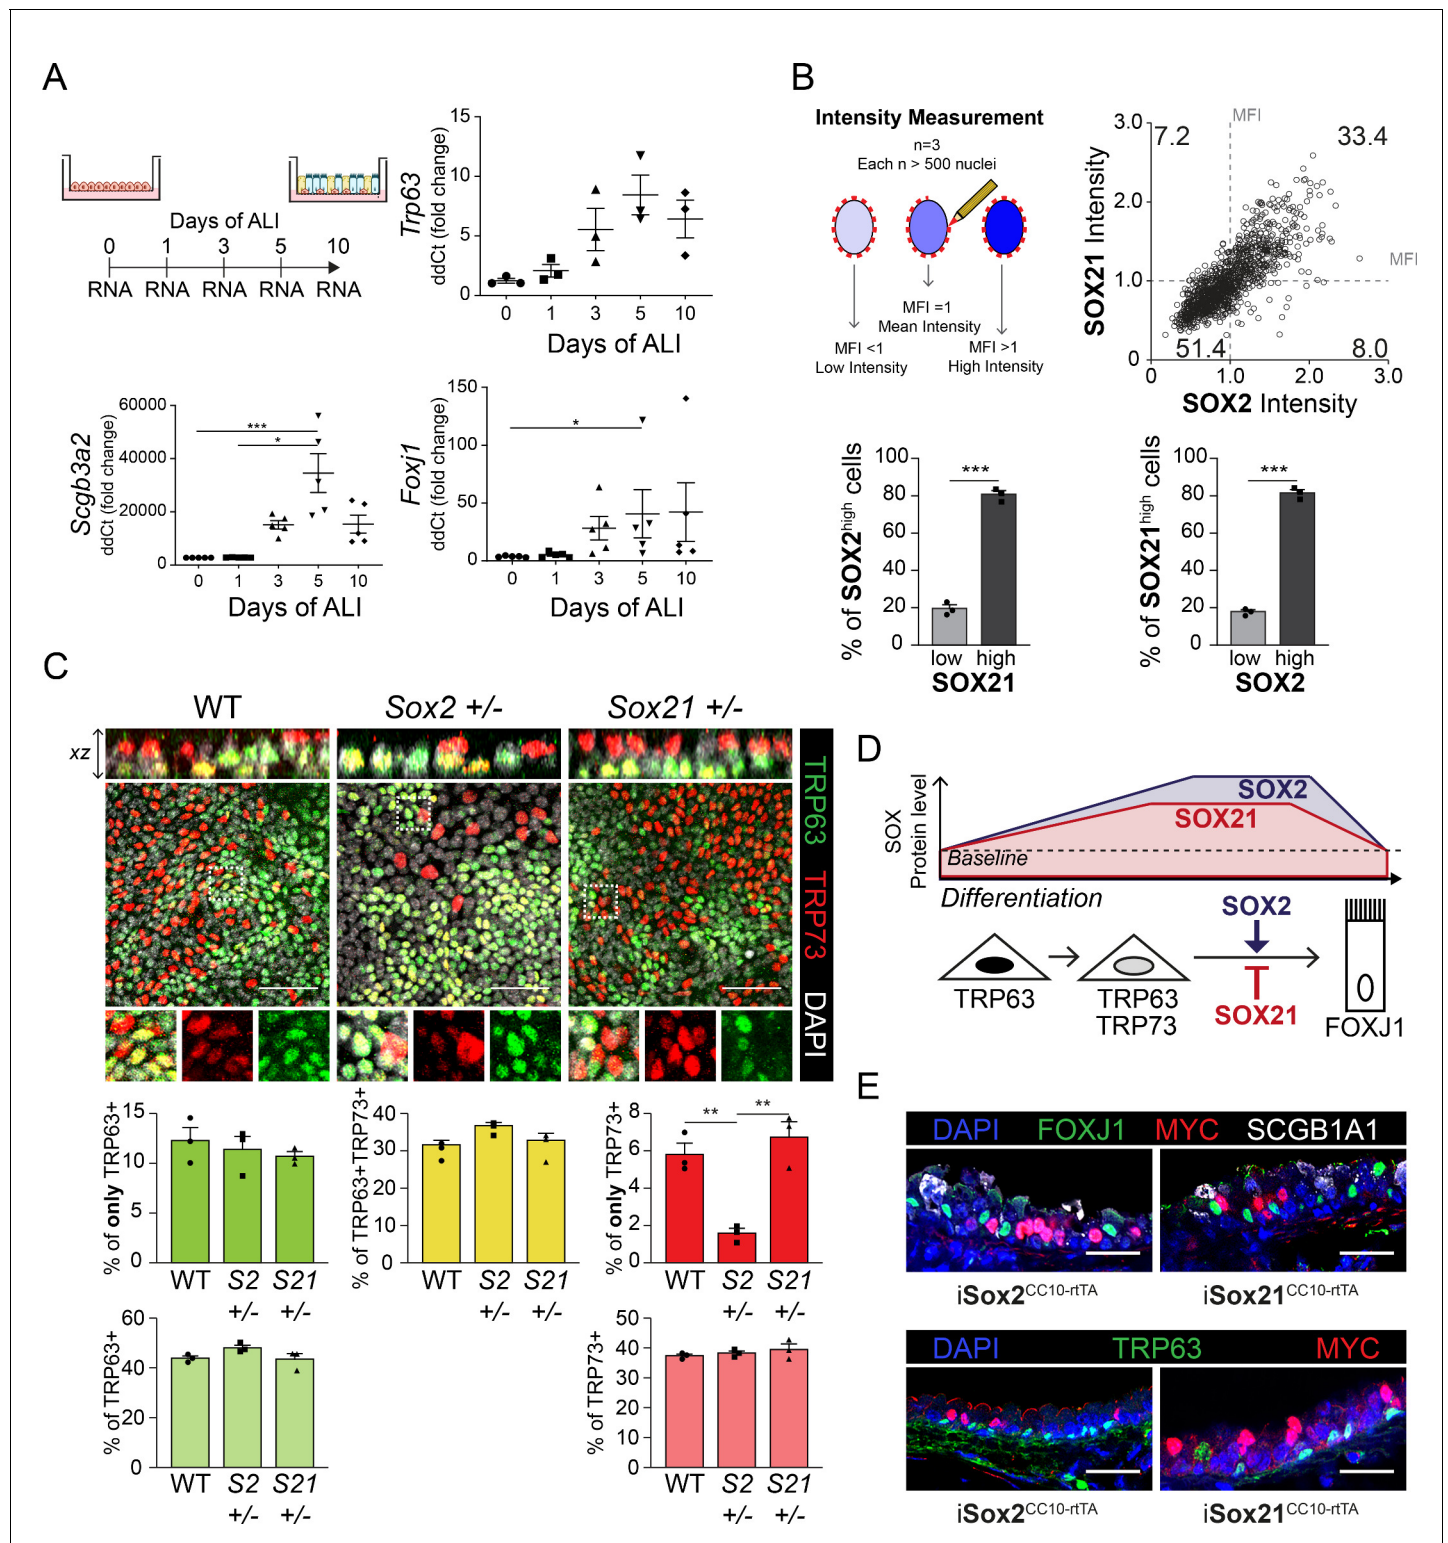 A
Days of ALI
0 1 3 5 10
RNA RNA RNA RNA RNA
Trp63
ddCt (fold change)
15
10
5
0
0 1 3 5 10
Days of ALI
Scgb3a2
ddCt (fold change)
60000
40000
20000
0
***
*
0 1 3 5 10
Days of ALI
Foxj1
ddCt (fold change)
150
100
50
0
*
0 1 3 5 10
Days of ALI
B
Intensity Measurement
n=3
Each n > 500 nuclei
MFI =1
Mean Intensity
MFI <1
Low Intensity
MFI >1
High Intensity
SOX21 Intensity
3.0
2.0
1.0
0
7.2
MFI
33.4
MFI
51.4
8.0
0 1.0 2.0 3.0
SOX2 Intensity
% of SOX2high cells
100
80
60
40
20
0
***
low high
SOX21
% of SOX21high cells
100
80
60
40
20
0
***
low high
SOX2
C
WT
Sox2 +/-
Sox21 +/-
xz
TRP63 TRP73 DAPI
% of only TRP63+
15
10
5
0
WT S2 S21
+/- +/-
% of TRP63+TRP73+
40
30
20
10
0
WT S2 S21
+/- +/-
% of only TRP73+
8
6
4
2
0
** **
WT S2 S21
+/- +/-
% of TRP63+
60
40
20
0
WT S2 S21
+/- +/-
% of TRP73+
50
40
30
20
10
0
WT S2 S21
+/- +/-
D
SOX
Protein level
SOX2
SOX21
Baseline
Differentiation
SOX2
TRP63
TRP63
TRP73
SOX21
FOXJ1
E
DAPI FOXJ1 MYC SCGB1A1
iSox2CC10-rtTA
iSox21CC10-rtTA
DAPI TRP63 MYC
iSox2CC10-rtTA
iSox21CC10-rtTA